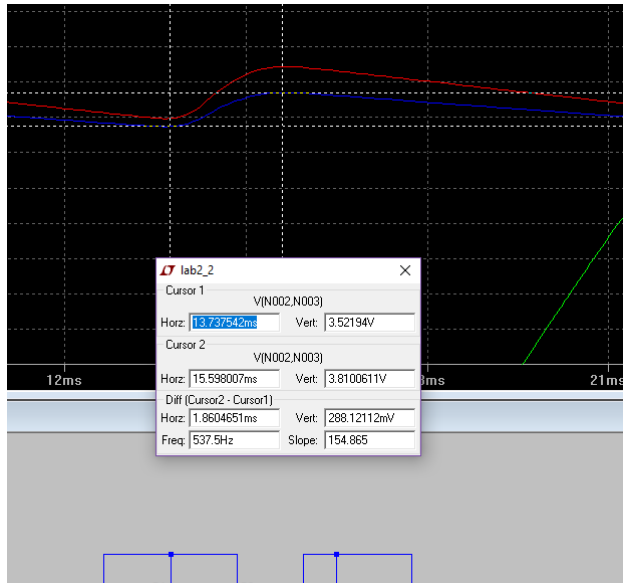 lab2_2
Cursor 1
V(N002,N003)
Horz: 13.737542ms Vert: 3.52194V
Cursor 2
V(N002,N003)
Horz: 15.598007ms Vert: 3.8100611V
Diff (Cursor2 - Cursor1)
Horz: 1.8604651ms Vert: 288.12112mV
Freq: 537.5Hz Slope: 154.865
12ms 21ms